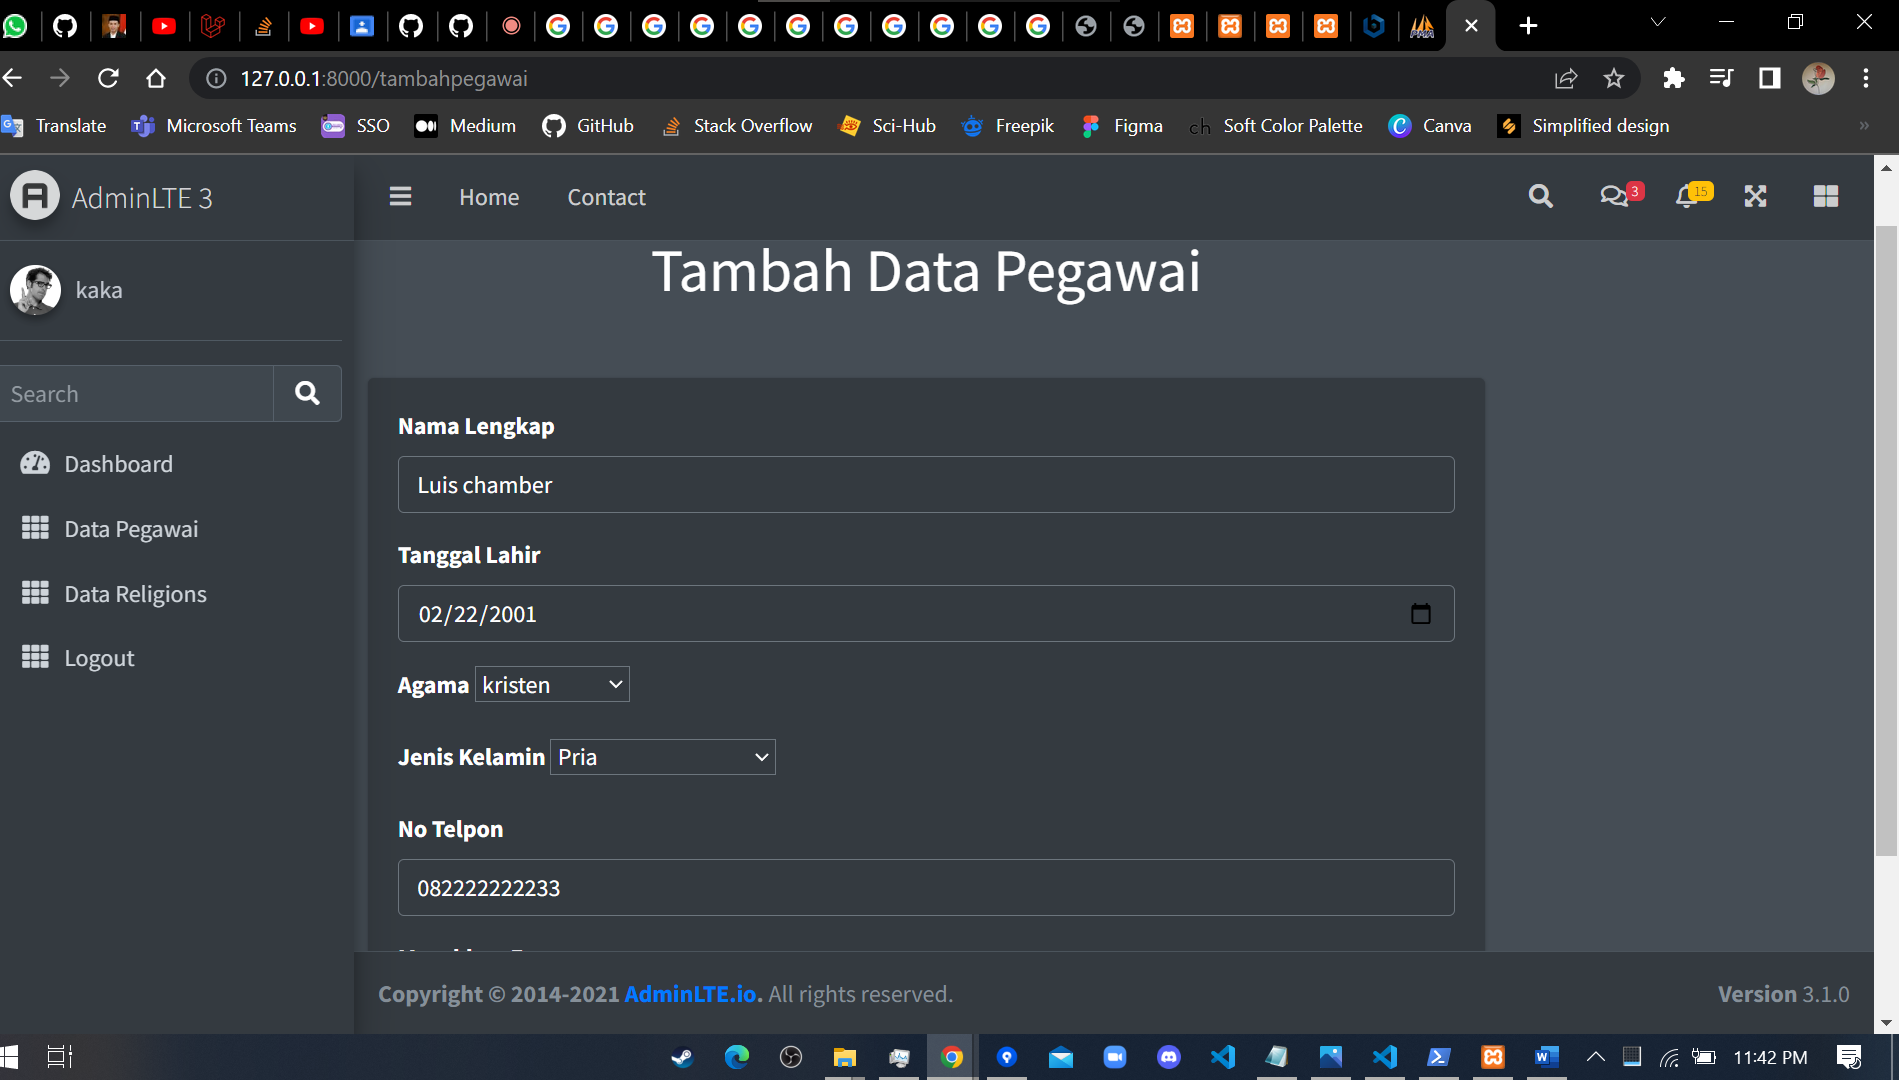 127.0.0.1:8000/tambahpegawai
Translate Microsoft Teams SSO Medium GitHub Stack Overflow Sci-Hub Freepik Figma ch Soft Color Palette Canva Simplified design »
AdminLTE 3
Home Contact
3
15
kaka
Search
Dashboard
Data Pegawai
Data Religions
Logout
Tambah Data Pegawai
Nama Lengkap
Luis chamber
Tanggal Lahir
02/22/2001
Agama kristen
Jenis Kelamin Pria
No Telpon
082222222233
Copyright © 2014-2021 AdminLTE.io. All rights reserved.
Version 3.1.0
11:42 PM